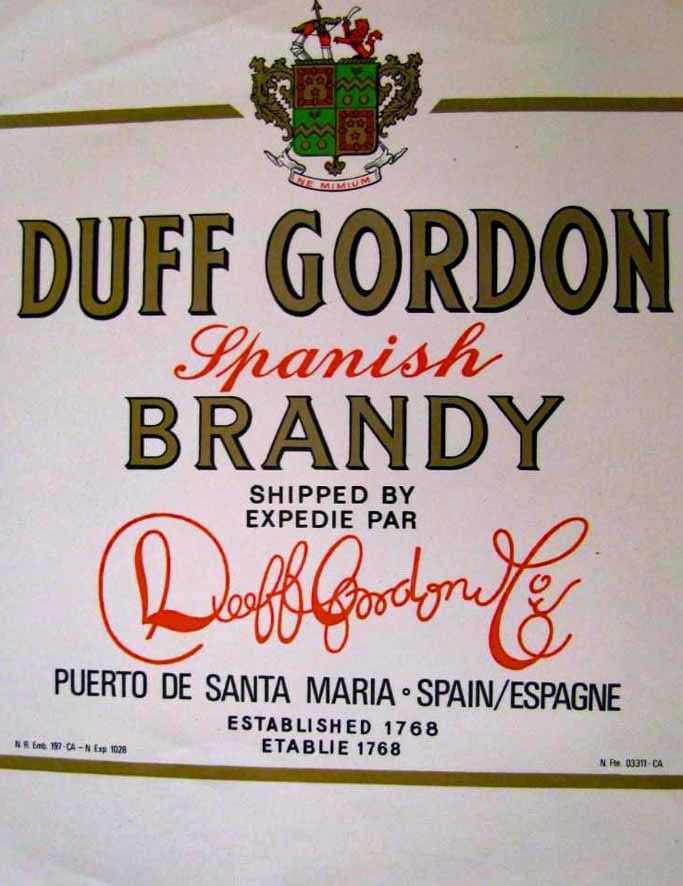 NE MIMIUM
DUFF GORDON
Spanish
BRANDY
SHIPPED BY
EXPEDIE PAR
Duff Gordon y Co
PUERTO DE SANTA MARIA • SPAIN/ESPAGNE
ESTABLISHED 1768
ETABLIE 1768
N. R. Emb. 197-CA – N. Exp. 1028
N. Fte. 03311-CA